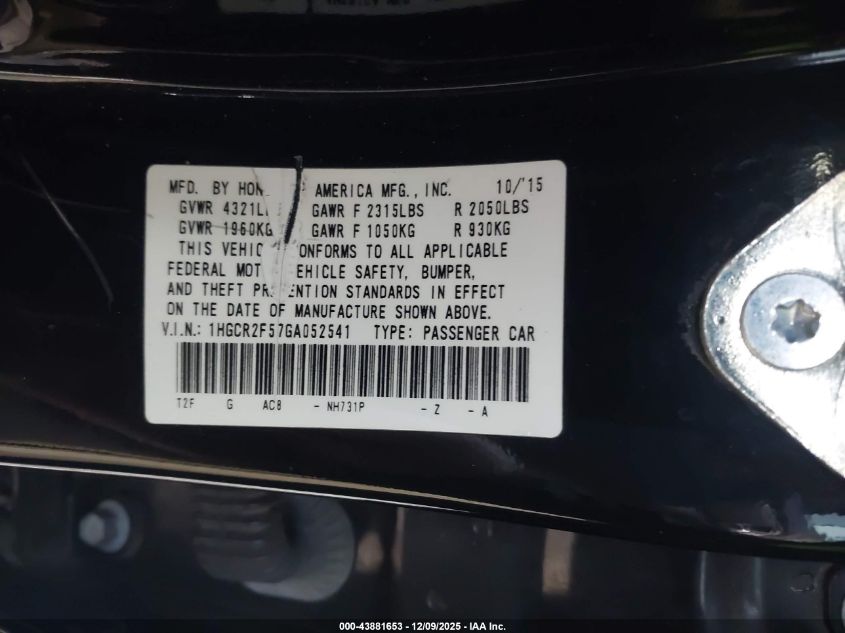 MFD. BY HON AMERICA MFG., INC. 10/'15
GVWR 4321L GAWR F 2315LBS R 2050LBS
GVWR 1960KG GAWR F 1050KG R 930KG
THIS VEHIC ONFORMS TO ALL APPLICABLE
FEDERAL MOT EHICLE SAFETY, BUMPER,
AND THEFT PR ENTION STANDARDS IN EFFECT
ON THE DATE OF MANUFACTURE SHOWN ABOVE.
V.I.N.: 1HGCR2F57GA052541 TYPE: PASSENGER CAR
T2F G AC8 - NH731P - Z - A
000-43881653 - 12/09/2025 - IAA Inc.